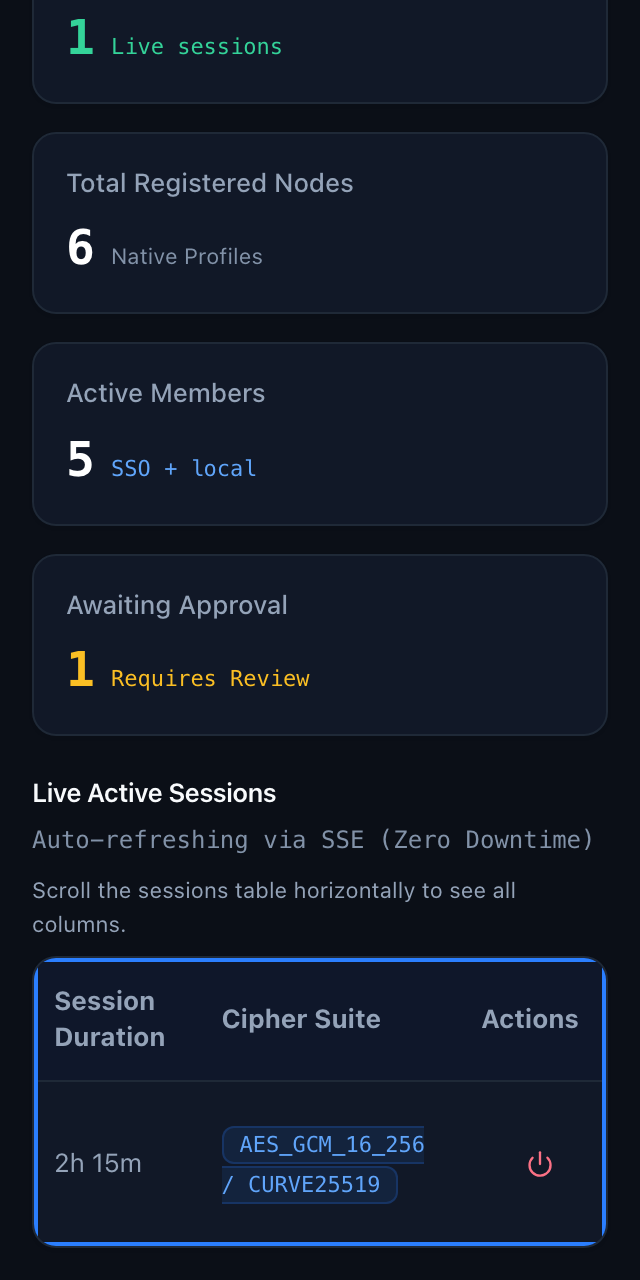 1 Live sessions
Total Registered Nodes
6 Native Profiles
Active Members
5 SSO + local
Awaiting Approval
1 Requires Review
Live Active Sessions
Auto-refreshing via SSE (Zero Downtime)
Scroll the sessions table horizontally to see all
columns.
Session
Duration
Cipher Suite
Actions
2h 15m
AES_GCM_16_256
/ CURVE25519